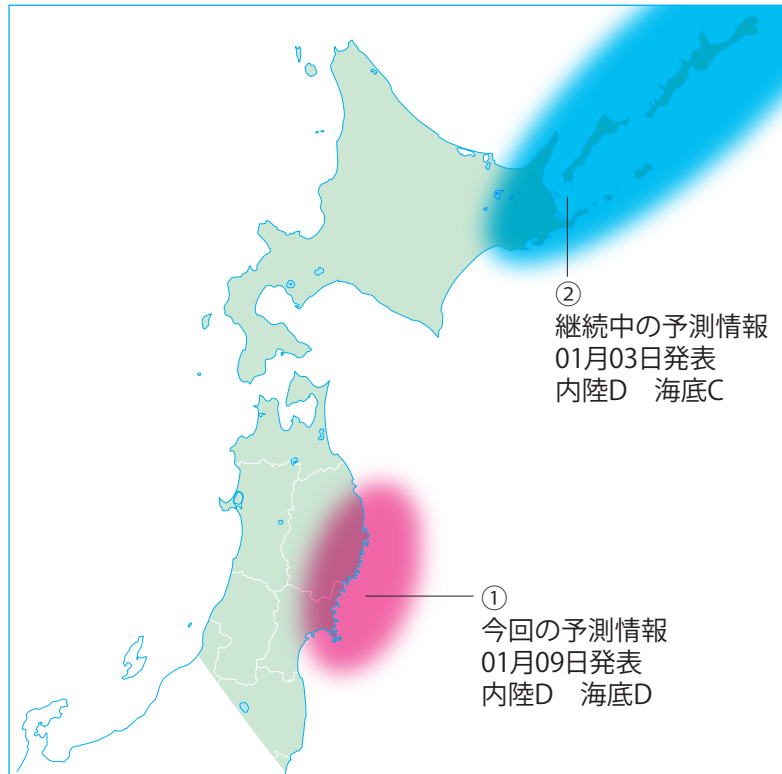 ②
継続中の予測情報
01月03日発表
内陸D　海底C
①
今回の予測情報
01月09日発表
内陸D　海底D